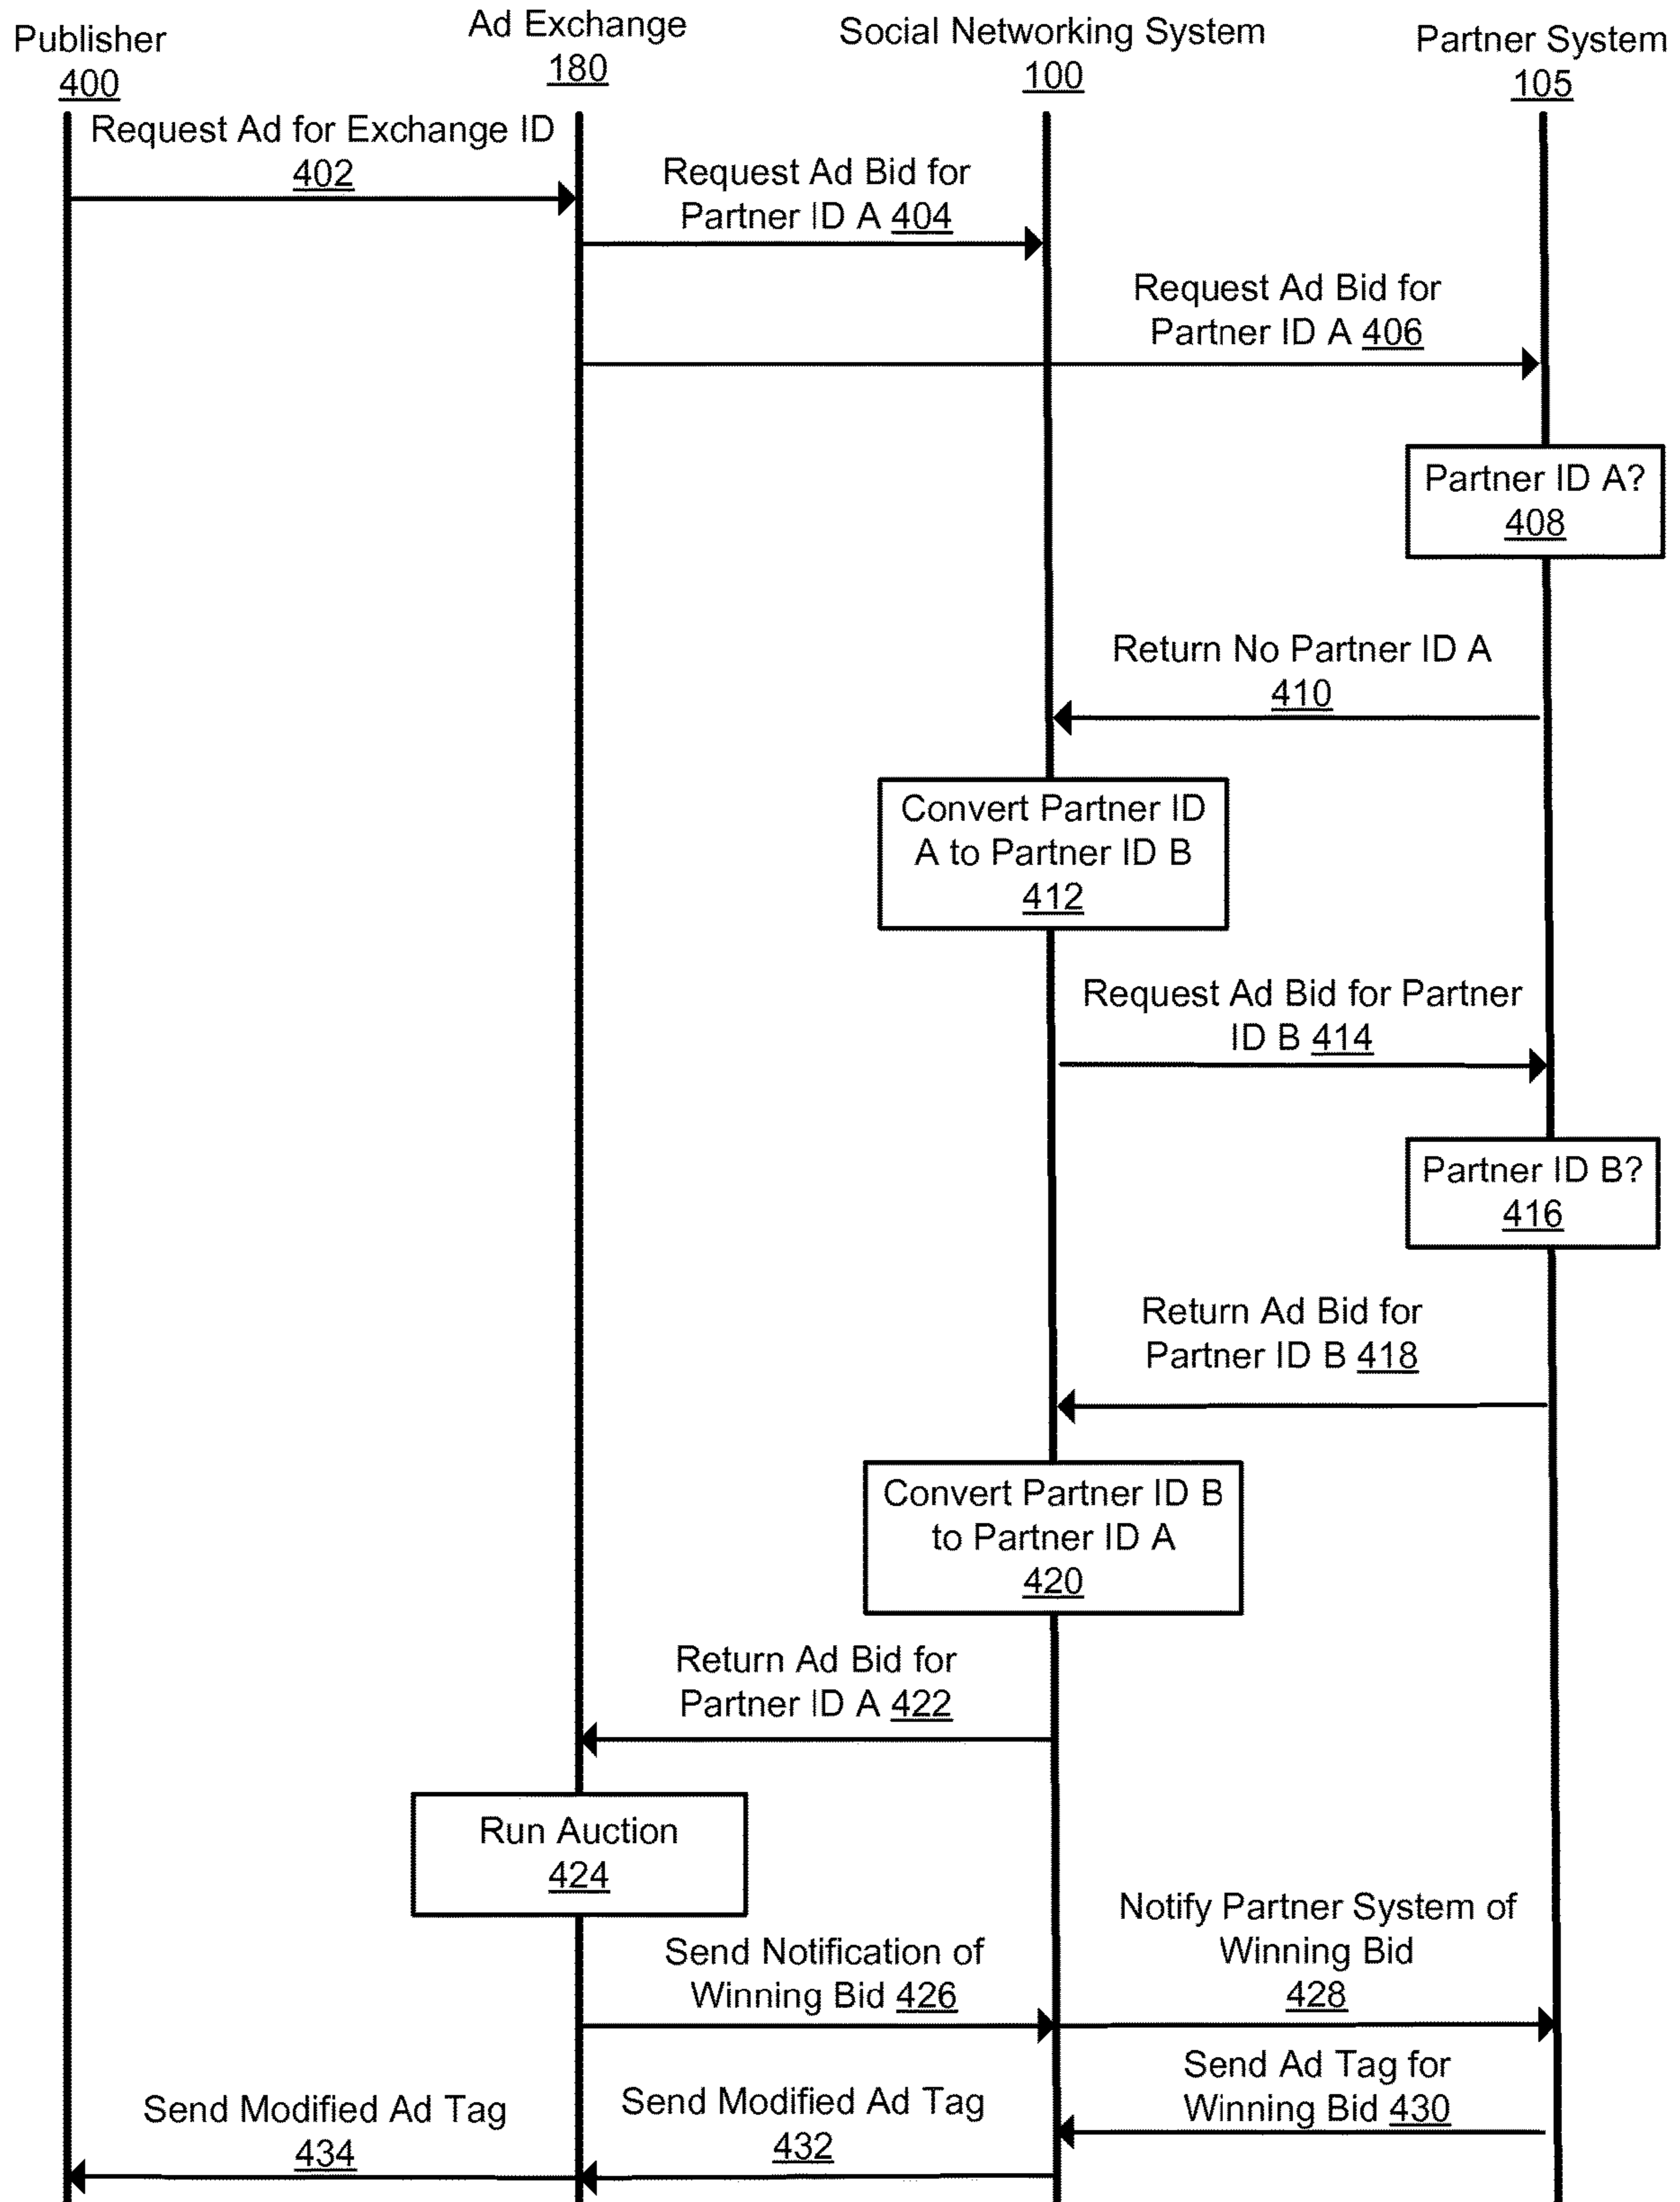 Publisher
400
Ad Exchange
180
Social Networking System
100
Partner System
105
Request Ad for Exchange ID
402
Request Ad Bid for
Partner ID A 404
Request Ad Bid for
Partner ID A 406
Partner ID A?
408
Return No Partner ID A
410
Convert Partner ID
A to Partner ID B
412
Request Ad Bid for Partner
ID B 414
Partner ID B?
416
Return Ad Bid for
Partner ID B 418
Convert Partner ID B
to Partner ID A
420
Return Ad Bid for
Partner ID A 422
Run Auction
424
Send Notification of
Winning Bid 426
Notify Partner System of
Winning Bid
428
Send Ad Tag for
Winning Bid 430
Send Modified Ad Tag
432
Send Modified Ad Tag
434